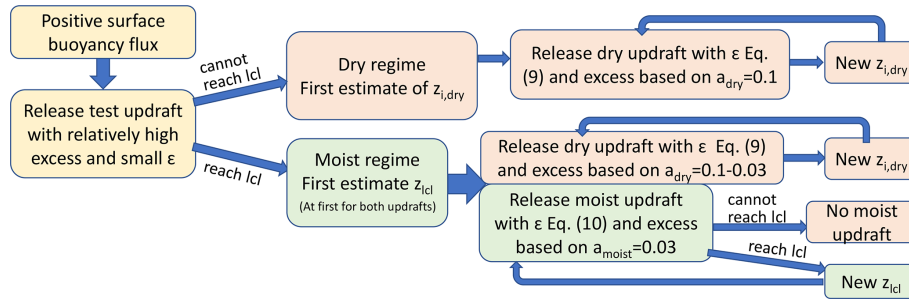 Positive surface
buoyancy flux
Release test updraft
with relatively high
excess and small ε
cannot
reach lcl
reach lcl
Dry regime
First estimate of z_i,dry
Release dry updraft with ε Eq.
(9) and excess based on a_dry=0.1
New z_i,dry
Moist regime
First estimate z_lcl
(At first for both updrafts)
Release dry updraft with ε Eq. (9)
and excess based on a_dry=0.1-0.03
New z_i,dry
Release moist updraft
with ε Eq. (10) and excess
based on a_moist=0.03
cannot
reach lcl
No moist
updraft
reach lcl
New z_lcl